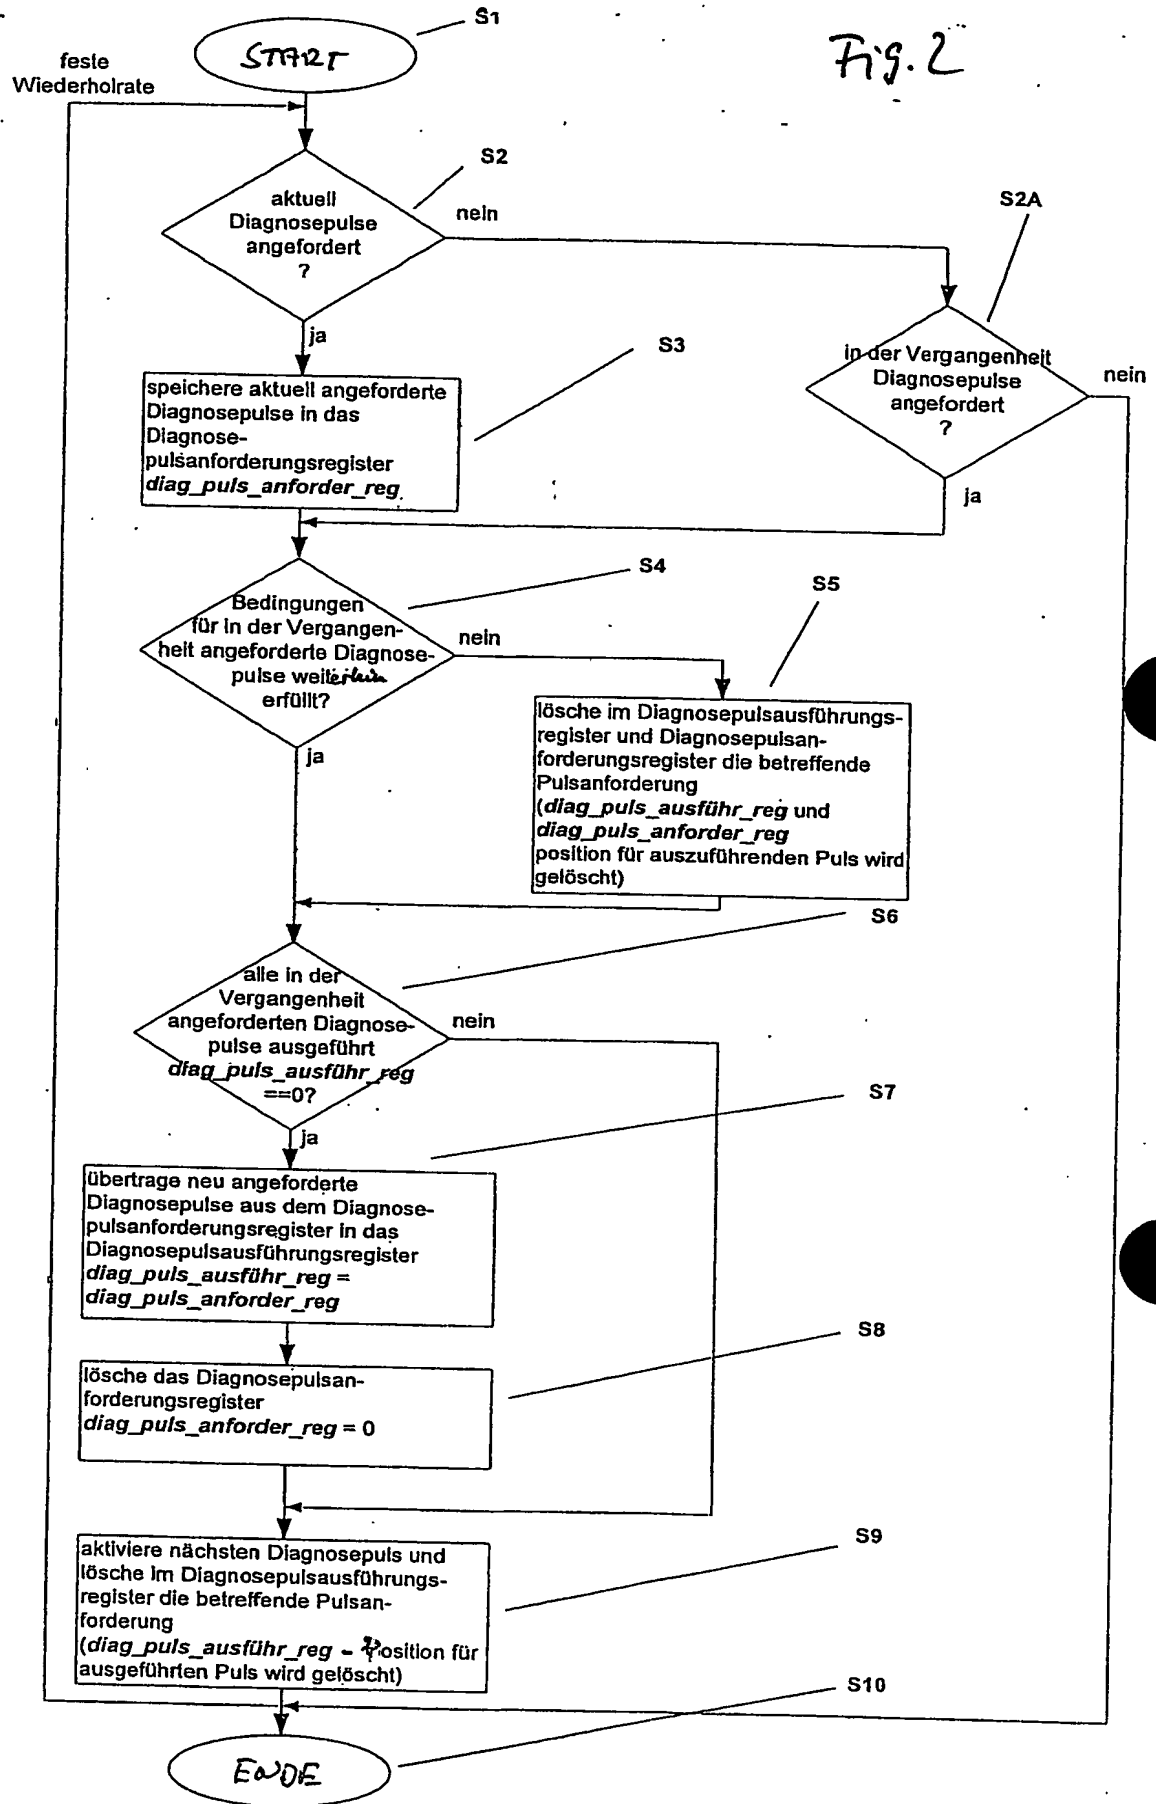 S1
START
Fig. 2
feste
Wiederholrate
S2
aktuell
Diagnosepulse
angefordert
?
nein
S2A
ja
in der Vergangenheit
Diagnosepulse
angefordert
?
nein
S3
speichere aktuell angeforderte
Diagnosepulse in das
Diagnose-
pulsanforderungsregister
diag_puls_anforder_reg
ja
S4
Bedingungen
für in der Vergangen-
heit angeforderte Diagnose-
pulse weiterhin
erfüllt?
nein
S5
ja
lösche im Diagnosepulsausführungs-
register und Diagnosepulsan-
forderungsregister die betreffende
Pulsanforderung
(diag_puls_ausführ_reg und
diag_puls_anforder_reg
position für auszuführenden Puls wird
gelöscht)
S6
alle in der
Vergangenheit
angeforderten Diagnose-
pulse ausgeführt
diag_puls_ausführ_reg
==0?
nein
S7
ja
übertrage neu angeforderte
Diagnosepulse aus dem Diagnose-
pulsanforderungsregister in das
Diagnosepulsausführungsregister
diag_puls_ausführ_reg =
diag_puls_anforder_reg
S8
lösche das Diagnosepulsan-
forderungsregister
diag_puls_anforder_reg = 0
S9
aktiviere nächsten Diagnosepuls und
lösche im Diagnosepulsausführungs-
register die betreffende Pulsan-
forderung
(diag_puls_ausführ_reg - Position für
ausgeführten Puls wird gelöscht)
S10
ENDE